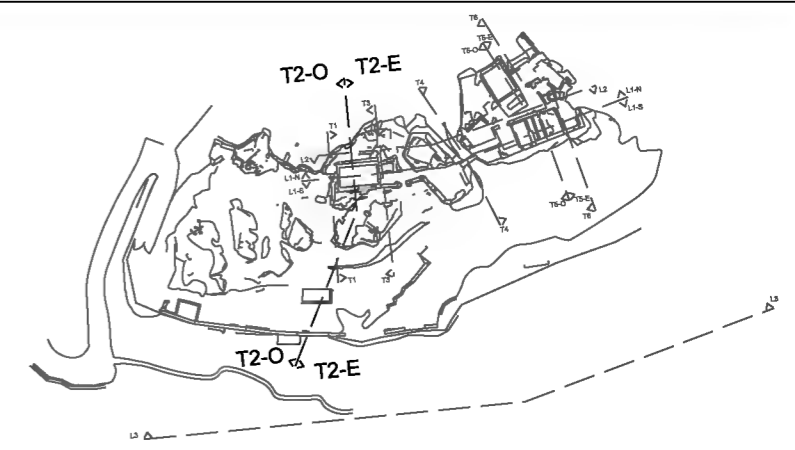 T6
T5-E
T5-O
T2-O T2-E
T4
T3
T1
L2
L1-N
L1-S
L2
L1-N
L1-S
T5-O T5-E
T6
T4
T1
T3
L3
T2-O
T2-E
L3